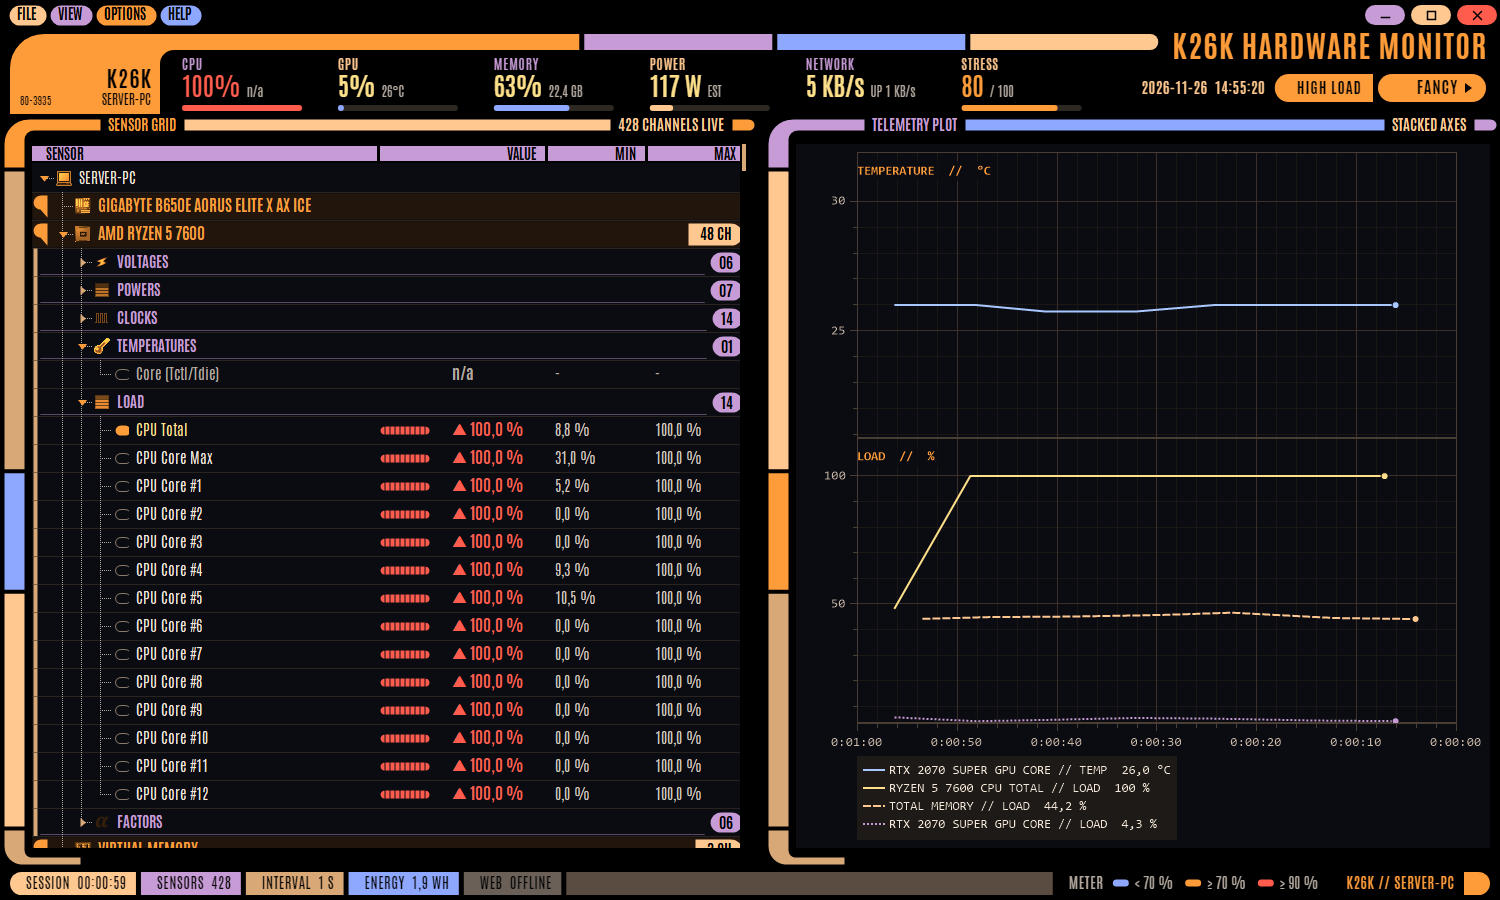 FILE VIEW OPTIONS HELP
K26K HARDWARE MONITOR
K26K
80-3935 SERVER-PC
CPU
100% n/a
GPU
5% 26°C
MEMORY
63% 22,4 GB
POWER
117 W EST
NETWORK
5 KB/s UP 1 KB/s
STRESS
80 / 100
2026-11-26 14:55:20 HIGH LOAD FANCY
SENSOR GRID 428 CHANNELS LIVE
SENSOR VALUE MIN MAX
SERVER-PC
GIGABYTE B650E AORUS ELITE X AX ICE
AMD RYZEN 5 7600 48 CH
VOLTAGES 06
POWERS 07
CLOCKS 14
TEMPERATURES 01
Core (Tctl/Tdie) n/a - -
LOAD 14
CPU Total 100,0 % 8,8 % 100,0 %
CPU Core Max 100,0 % 31,0 % 100,0 %
CPU Core #1 100,0 % 5,2 % 100,0 %
CPU Core #2 100,0 % 0,0 % 100,0 %
CPU Core #3 100,0 % 0,0 % 100,0 %
CPU Core #4 100,0 % 9,3 % 100,0 %
CPU Core #5 100,0 % 10,5 % 100,0 %
CPU Core #6 100,0 % 0,0 % 100,0 %
CPU Core #7 100,0 % 0,0 % 100,0 %
CPU Core #8 100,0 % 0,0 % 100,0 %
CPU Core #9 100,0 % 0,0 % 100,0 %
CPU Core #10 100,0 % 0,0 % 100,0 %
CPU Core #11 100,0 % 0,0 % 100,0 %
CPU Core #12 100,0 % 0,0 % 100,0 %
FACTORS 06
VIRTUAL MEMORY
TELEMETRY PLOT STACKED AXES
TEMPERATURE // °C
30
25
LOAD // %
100
50
0:01:00 0:00:50 0:00:40 0:00:30 0:00:20 0:00:10 0:00:00
RTX 2070 SUPER GPU CORE // TEMP 26,0 °C
RYZEN 5 7600 CPU TOTAL // LOAD 100 %
TOTAL MEMORY // LOAD 44,2 %
RTX 2070 SUPER GPU CORE // LOAD 4,3 %
SESSION 00:00:59 SENSORS 428 INTERVAL 1 S ENERGY 1,9 WH WEB OFFLINE METER < 70 % ≥ 70 % ≥ 90 % K26K // SERVER-PC